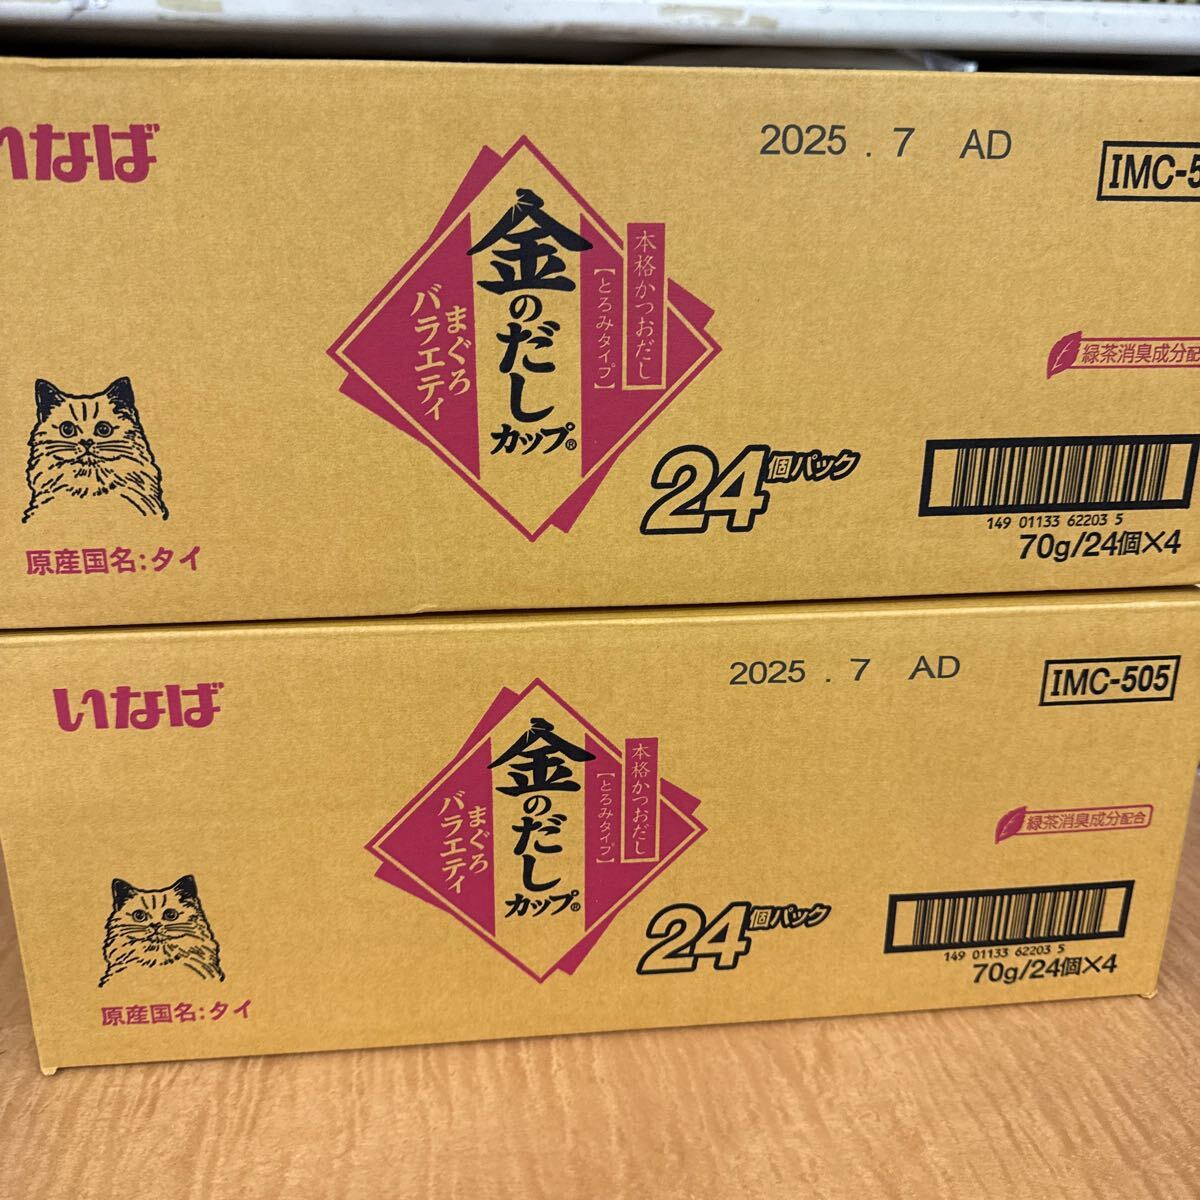 いなば
2025 . 7 AD
IMC-5
本格かつおだし
【とろみタイプ】
金のだし
カップ®
まぐろ
バラエティ
緑茶消臭成分配
24個パック
149 01133 62203 5
70g/24個×4
原産国名:タイ
いなば
2025 . 7 AD
IMC-505
本格かつおだし
【とろみタイプ】
金のだし
カップ®
まぐろ
バラエティ
緑茶消臭成分配合
24個パック
149 01133 62203 5
70g/24個×4
原産国名:タイ